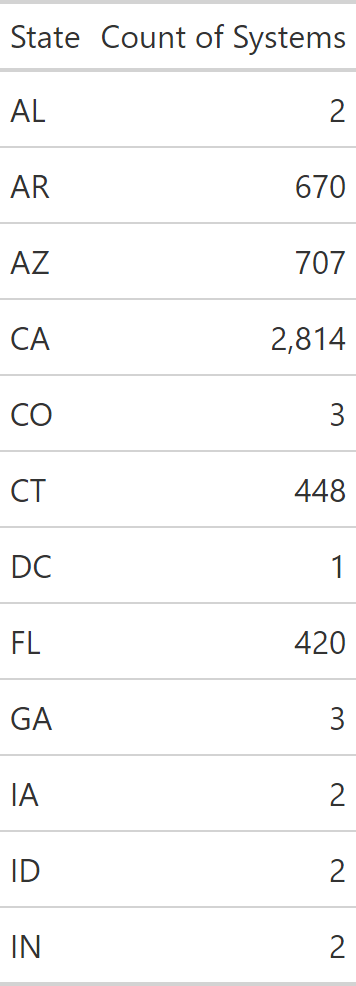 State Count of Systems
AL 2
AR 670
AZ 707
CA 2,814
CO 3
CT 448
DC 1
FL 420
GA 3
IA 2
ID 2
IN 2